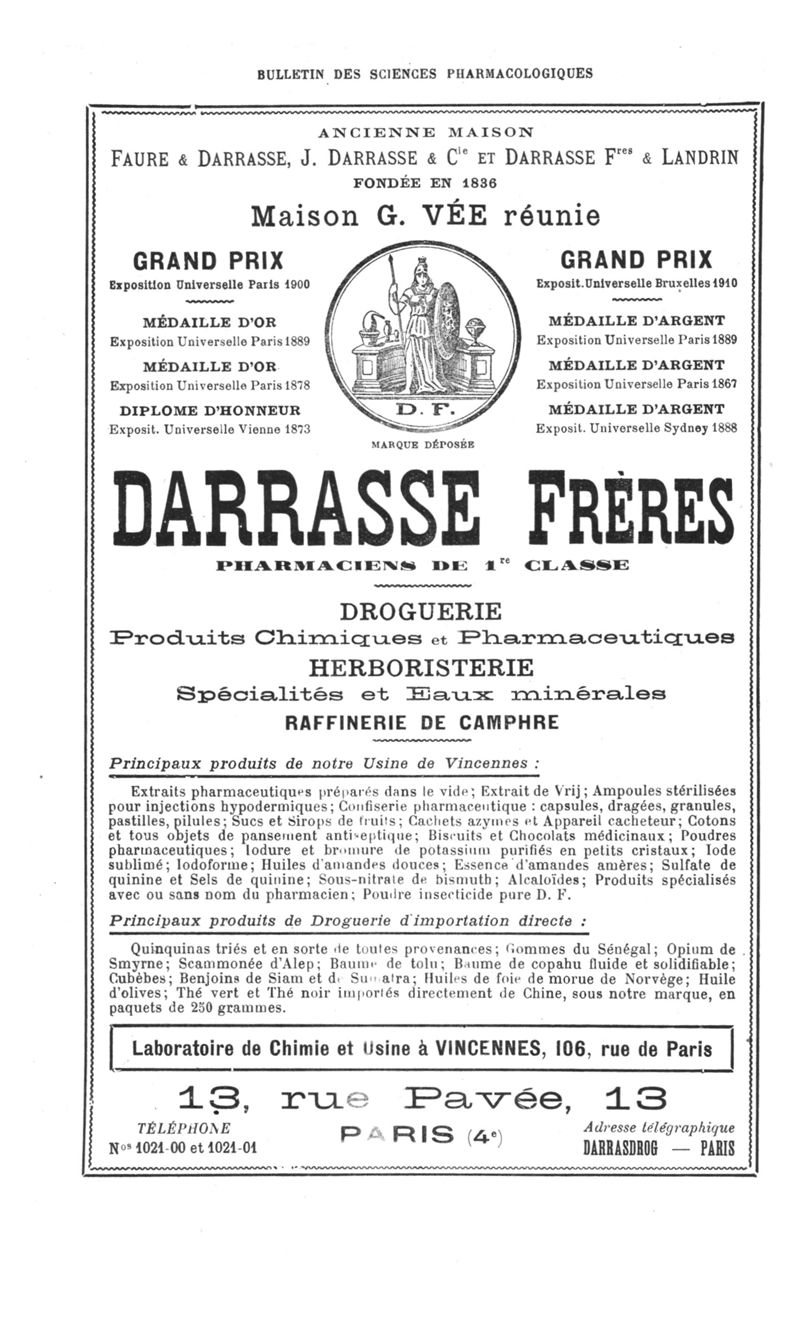 BULLETIN DES SCIENCES PHARMACOLOGIQUES
ANCIENNE MAISON
FAURE & DARRASSE, J. DARRASSE & Cie ET DARRASSE Fres & LANDRIN
FONDÉE EN 1836
Maison G. VÉE réunie
GRAND PRIX
Exposition Universelle Paris 1900
MÉDAILLE D'OR
Exposition Universelle Paris 1889
MÉDAILLE D'OR
Exposition Universelle Paris 1878
DIPLOME D'HONNEUR
Exposit. Universelle Vienne 1873
D. F.
MARQUE DÉPOSÉE
GRAND PRIX
Exposit. Universelle Bruxelles 1910
MÉDAILLE D'ARGENT
Exposition Universelle Paris 1889
MÉDAILLE D'ARGENT
Exposition Universelle Paris 1867
MÉDAILLE D'ARGENT
Exposit. Universelle Sydney 1888
DARRASSE FRÈRES
PHARMACIENS DE 1re CLASSE
DROGUERIE
Produits Chimiques et Pharmaceutiques
HERBORISTERIE
Spécialités et Eaux minérales
RAFFINERIE DE CAMPHRE
Principaux produits de notre Usine de Vincennes :
Extraits pharmaceutiques préparés dans le vide; Extrait de Vrij; Ampoules stérilisées
pour injections hypodermiques; Confiserie pharmaceutique : capsules, dragées, granules,
pastilles, pilules; Sucs et Sirops de fruits; Cachets azymes et Appareil cacheteur; Cotons
et tous objets de pansement antiseptique; Biscuits et Chocolats médicinaux; Poudres
pharmaceutiques; Iodure et bromure de potassium purifiés en petits cristaux; Iode
sublimé; Iodoforme; Huiles d'amandes douces; Essence d'amandes amères; Sulfate de
quinine et Sels de quinine; Sous-nitrate de bismuth; Alcaloïdes; Produits spécialisés
avec ou sans nom du pharmacien; Poudre insecticide pure D. F.
Principaux produits de Droguerie d'importation directe :
Quinquinas triés et en sorte de toutes provenances; Gommes du Sénégal; Opium de
Smyrne; Scammonée d'Alep; Baume de tolu; Baume de copahu fluide et solidifiable;
Cubèbes; Benjoins de Siam et de Sumatra; Huiles de foie de morue de Norvège; Huile
d'olives; Thé vert et Thé noir importés directement de Chine, sous notre marque, en
paquets de 250 grammes.
Laboratoire de Chimie et Usine à VINCENNES, 106, rue de Paris
13, rue Pavée, 13
TÉLÉPHONE
Nos 1021-00 et 1021-01
PARIS (4e)
Adresse télégraphique
DARRASDROG — PARIS